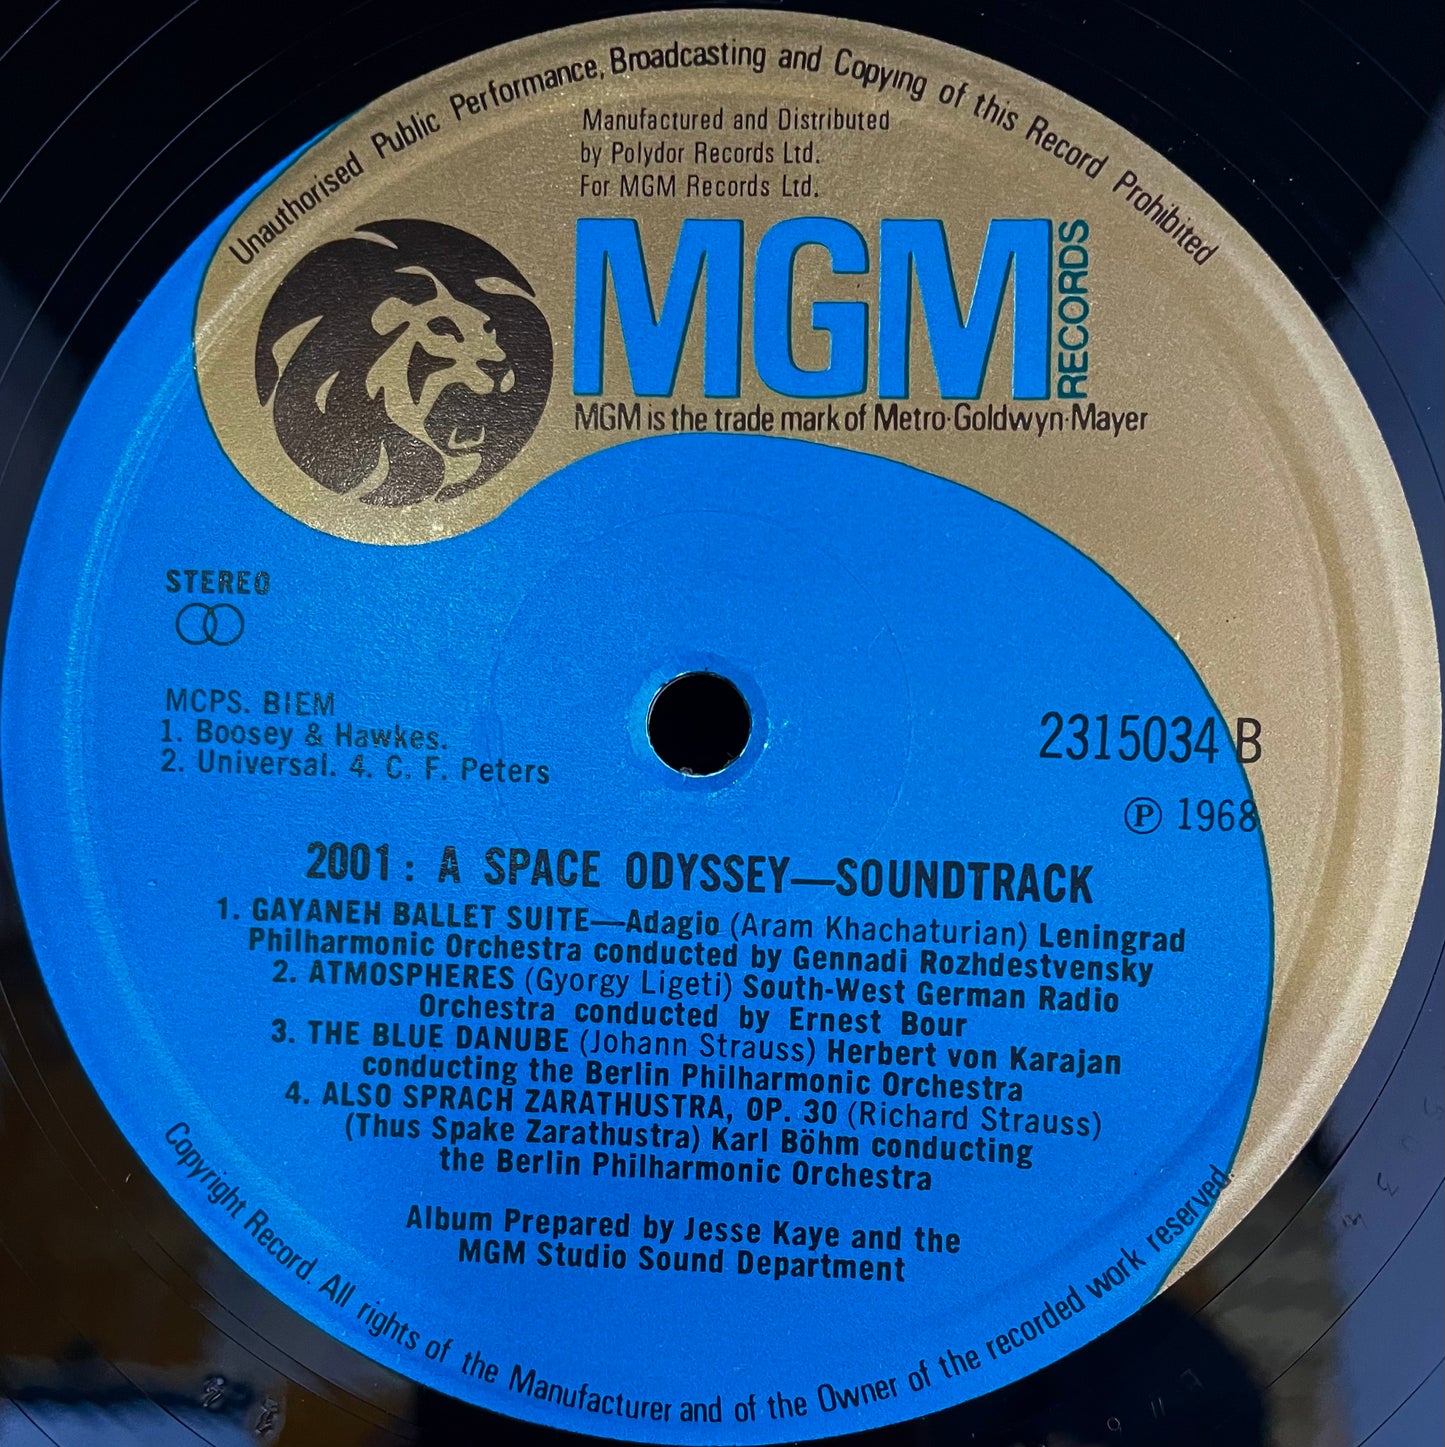 Unauthorised Public Performance, Broadcasting and Copying of this Record Prohibited
Manufactured and Distributed
by Polydor Records Ltd.
For MGM Records Ltd.
MGM RECORDS
MGM is the trade mark of Metro·Goldwyn·Mayer
STEREO
MCPS. BIEM
1. Boosey & Hawkes.
2. Universal. 4. C. F. Peters
2315034 B
Ⓟ 1968
2001: A SPACE ODYSSEY—SOUNDTRACK
1. GAYANEH BALLET SUITE—Adagio (Aram Khachaturian) Leningrad
Philharmonic Orchestra conducted by Gennadi Rozhdestvensky
2. ATMOSPHERES (Gyorgy Ligeti) South-West German Radio
Orchestra conducted by Ernest Bour
3. THE BLUE DANUBE (Johann Strauss) Herbert von Karajan
conducting the Berlin Philharmonic Orchestra
4. ALSO SPRACH ZARATHUSTRA, OP. 30 (Richard Strauss)
(Thus Spake Zarathustra) Karl Böhm conducting
the Berlin Philharmonic Orchestra
Album Prepared by Jesse Kaye and the
MGM Studio Sound Department
Copyright Record. All rights of the Manufacturer and of the Owner of the recorded work reserved.